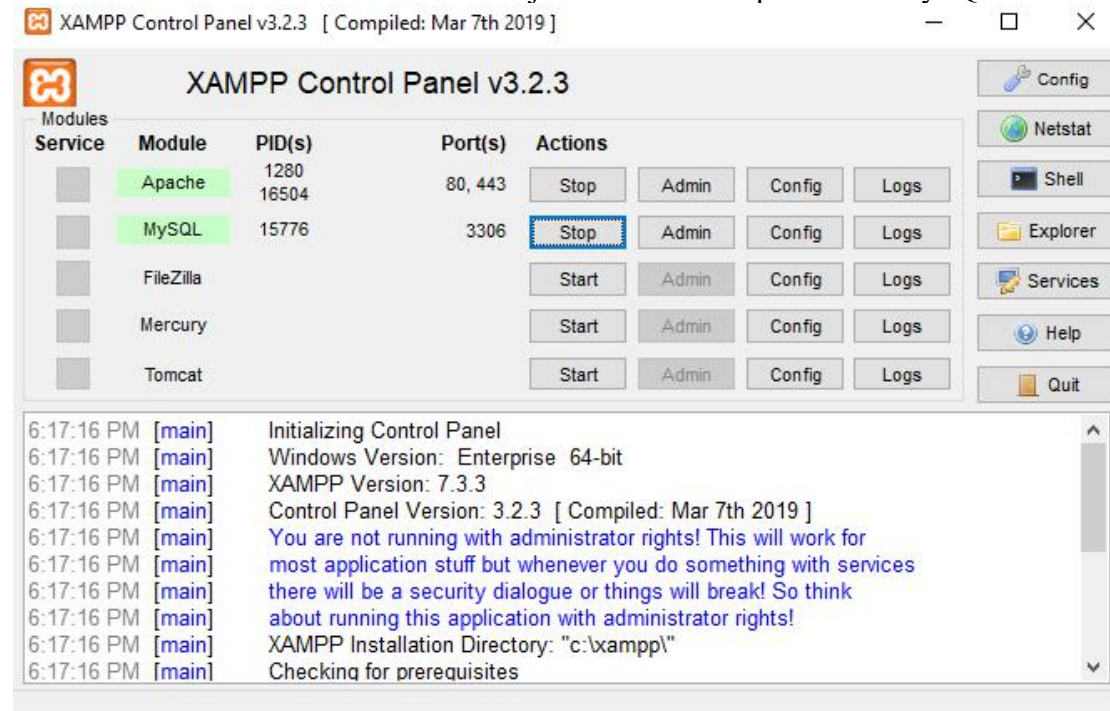 XAMPP Control Panel v3.2.3 [ Compiled: Mar 7th 2019 ]
XAMPP Control Panel v3.2.3
Config
Modules
Service Module PID(s) Port(s) Actions
Netstat
Apache 1280 16504 80, 443 Stop Admin Config Logs
Shell
MySQL 15776 3306 Stop Admin Config Logs
Explorer
FileZilla Start Admin Config Logs
Services
Mercury Start Admin Config Logs
Help
Tomcat Start Admin Config Logs
Quit
6:17:16 PM [main] Initializing Control Panel
6:17:16 PM [main] Windows Version: Enterprise 64-bit
6:17:16 PM [main] XAMPP Version: 7.3.3
6:17:16 PM [main] Control Panel Version: 3.2.3 [ Compiled: Mar 7th 2019 ]
6:17:16 PM [main] You are not running with administrator rights! This will work for
6:17:16 PM [main] most application stuff but whenever you do something with services
6:17:16 PM [main] there will be a security dialogue or things will break! So think
6:17:16 PM [main] about running this application with administrator rights!
6:17:16 PM [main] XAMPP Installation Directory: "c:\xampp\"
6:17:16 PM [main] Checking for prerequisites